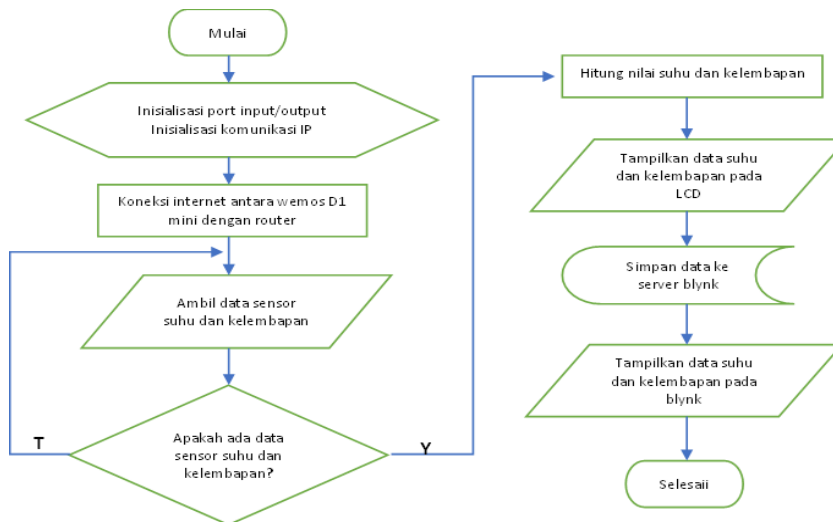 Mulai
Inisialisasi port input/output
Inisialisasi komunikasi IP
Koneksi internet antara wemos D1
mini dengan router
Ambil data sensor
suhu dan kelembapan
Apakah ada data
sensor suhu dan
kelembapan?
T
Y
Hitung nilai suhu dan kelembapan
Tampilkan data suhu
dan kelembapan pada
LCD
Simpan data ke
server blynk
Tampilkan data suhu
dan kelembapan pada
blynk
Selesaii